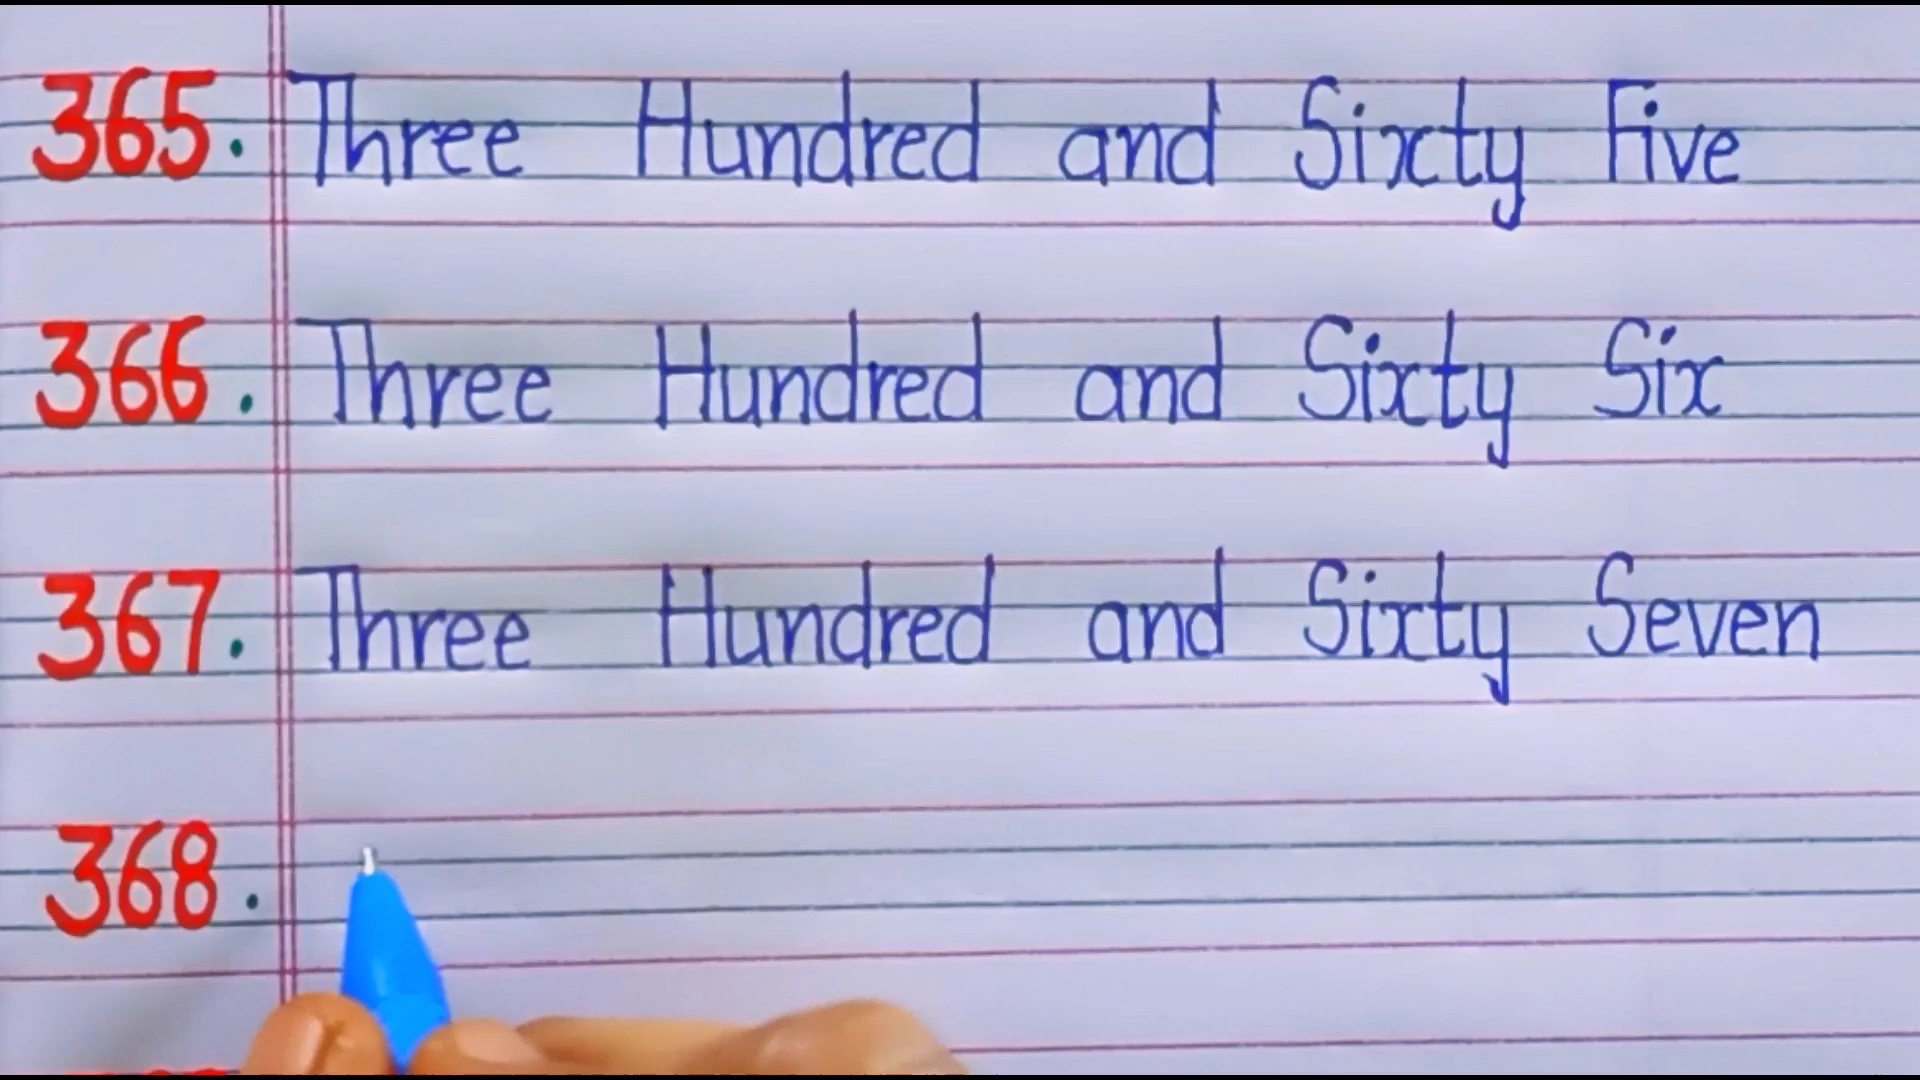 365. Three Hundred and Sixty Five
366. Three Hundred and Sixty Six
367. Three Hundred and Sixty Seven
368.